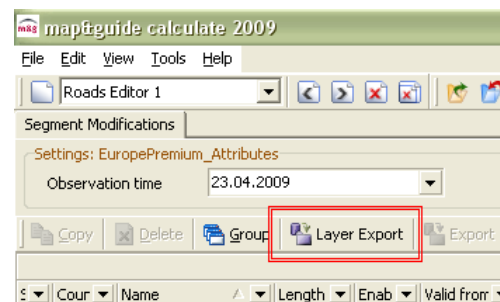 m&g map&guide calculate 2009
File Edit View Tools Help
Roads Editor 1
Segment Modifications
Settings: EuropePremium_Attributes
Observation time 23.04.2009
Copy Delete Group Layer Export Export
Cour Name Length Enab Valid from